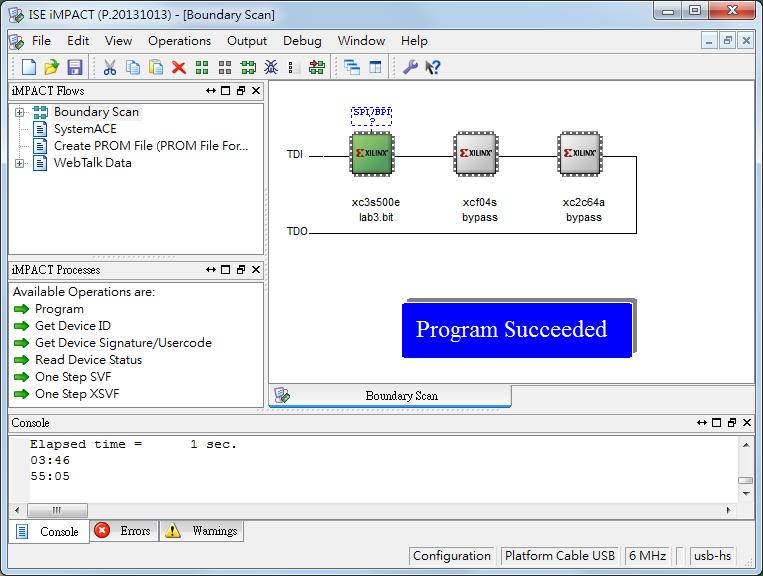 ISE iMPACT (P.20131013) - [Boundary Scan]
File Edit View Operations Output Debug Window Help
iMPACT Flows
Boundary Scan
SystemACE
Create PROM File (PROM File For...
WebTalk Data
iMPACT Processes
Available Operations are:
Program
Get Device ID
Get Device Signature/Usercode
Read Device Status
One Step SVF
One Step XSVF
SPI/BPI
?
TDI
XILINX XILINX XILINX
xc3s500e xcf04s xc2c64a
lab3.bit bypass bypass
TDO
Program Succeeded
Boundary Scan
Console
Elapsed time = 1 sec.
03:46
55:05
Console Errors Warnings
Configuration Platform Cable USB 6 MHz usb-hs